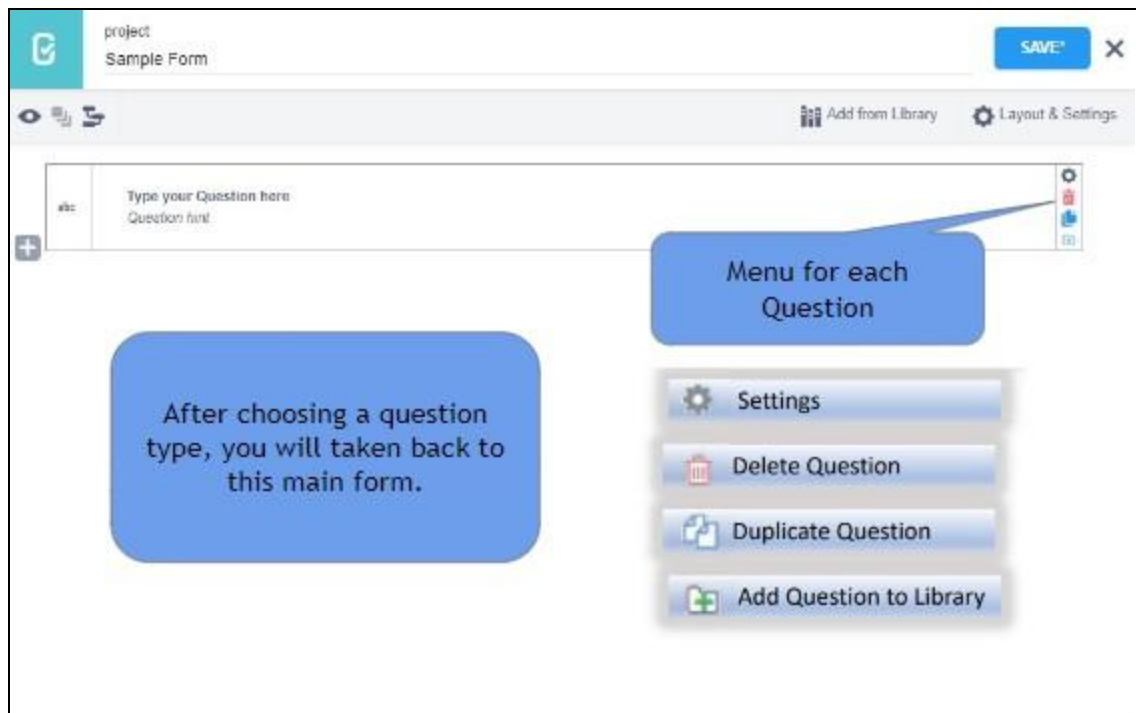 project
Sample Form
SAVE*
Add from Library
Layout & Settings
abc
Type your Question here
Question hint
Menu for each
Question
After choosing a question
type, you will taken back to
this main form.
Settings
Delete Question
Duplicate Question
Add Question to Library